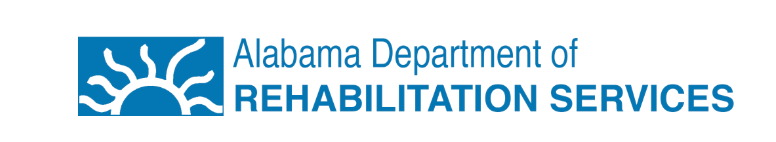 Alabama Department of
REHABILITATION SERVICES